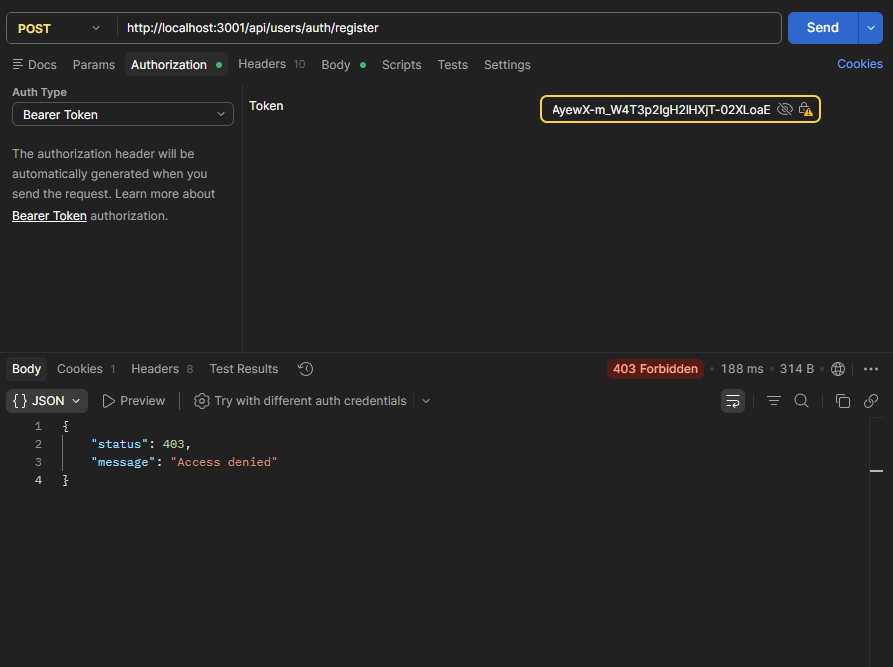 POST http://localhost:3001/api/users/auth/register Send
Docs Params Authorization Headers 10 Body Scripts Tests Settings Cookies
Auth Type
Bearer Token
Token
AyewX-m_W4T3p2IgH2IHXjT-02XLoaE
The authorization header will be
automatically generated when you
send the request. Learn more about
Bearer Token authorization.
Body Cookies 1 Headers 8 Test Results 403 Forbidden 188 ms 314 B
{} JSON Preview Try with different auth credentials
1 {
2 "status": 403,
3 "message": "Access denied"
4 }